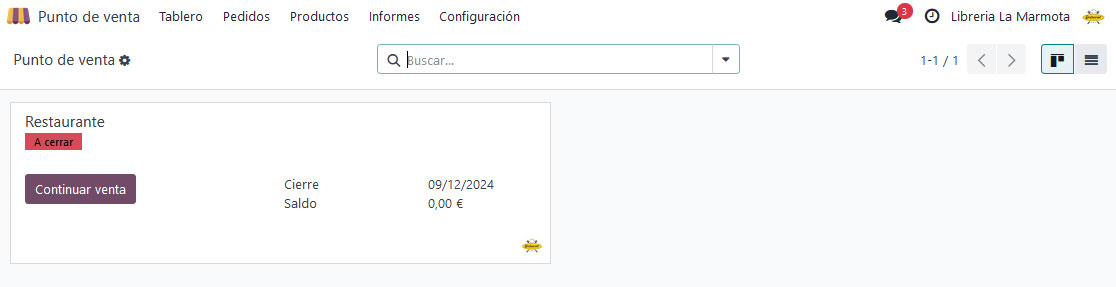 Punto de venta Tablero Pedidos Productos Informes Configuración 3 Libreria La Marmota
Punto de venta Buscar... 1-1 / 1
Restaurante
A cerrar
Continuar venta Cierre 09/12/2024
Saldo 0,00 €